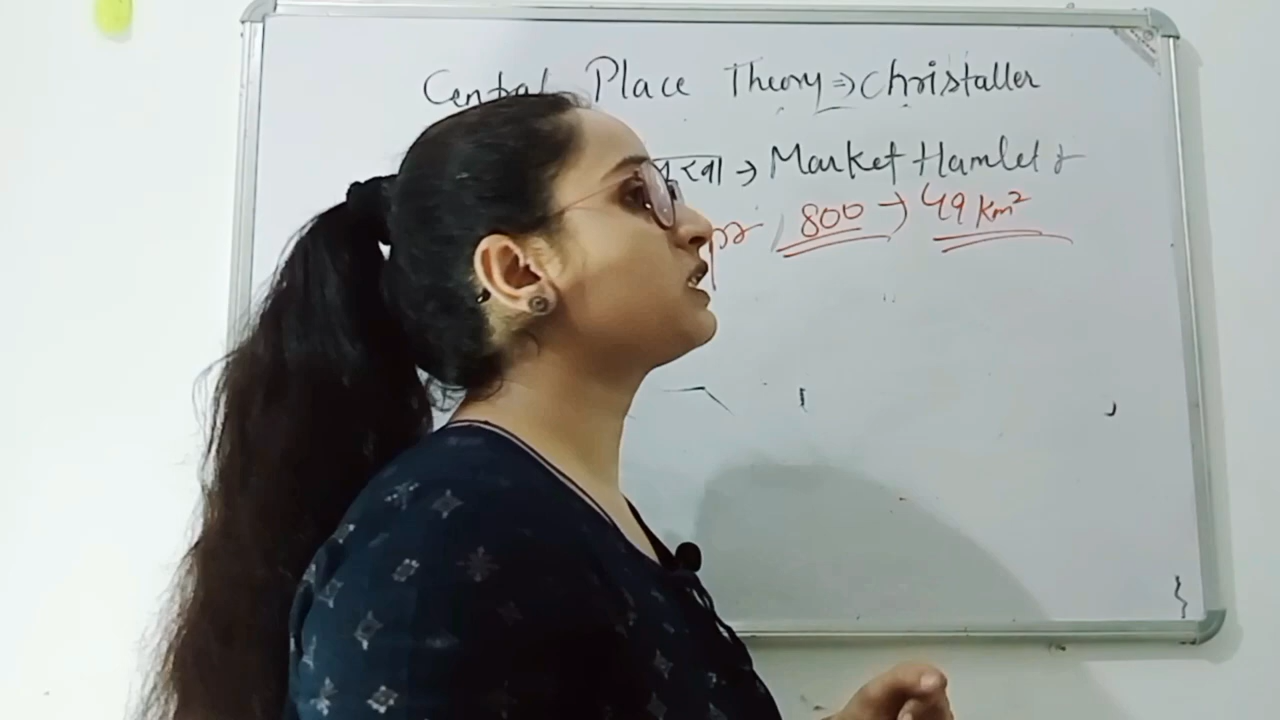 Central Place Theory => Christaller
→ Market Hamlet
800 → 49 Km²